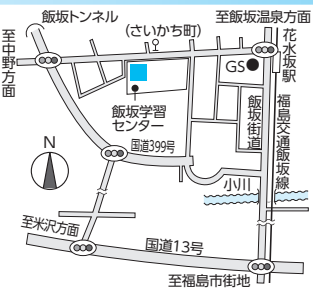 飯坂トンネル
至飯坂温泉方面
(さいかち町)
至中野方面
花水坂駅
GS
飯坂学習
センター
飯坂街道
福島交通飯坂線
国道399号
N
小川
至米沢方面
国道13号
至福島市街地